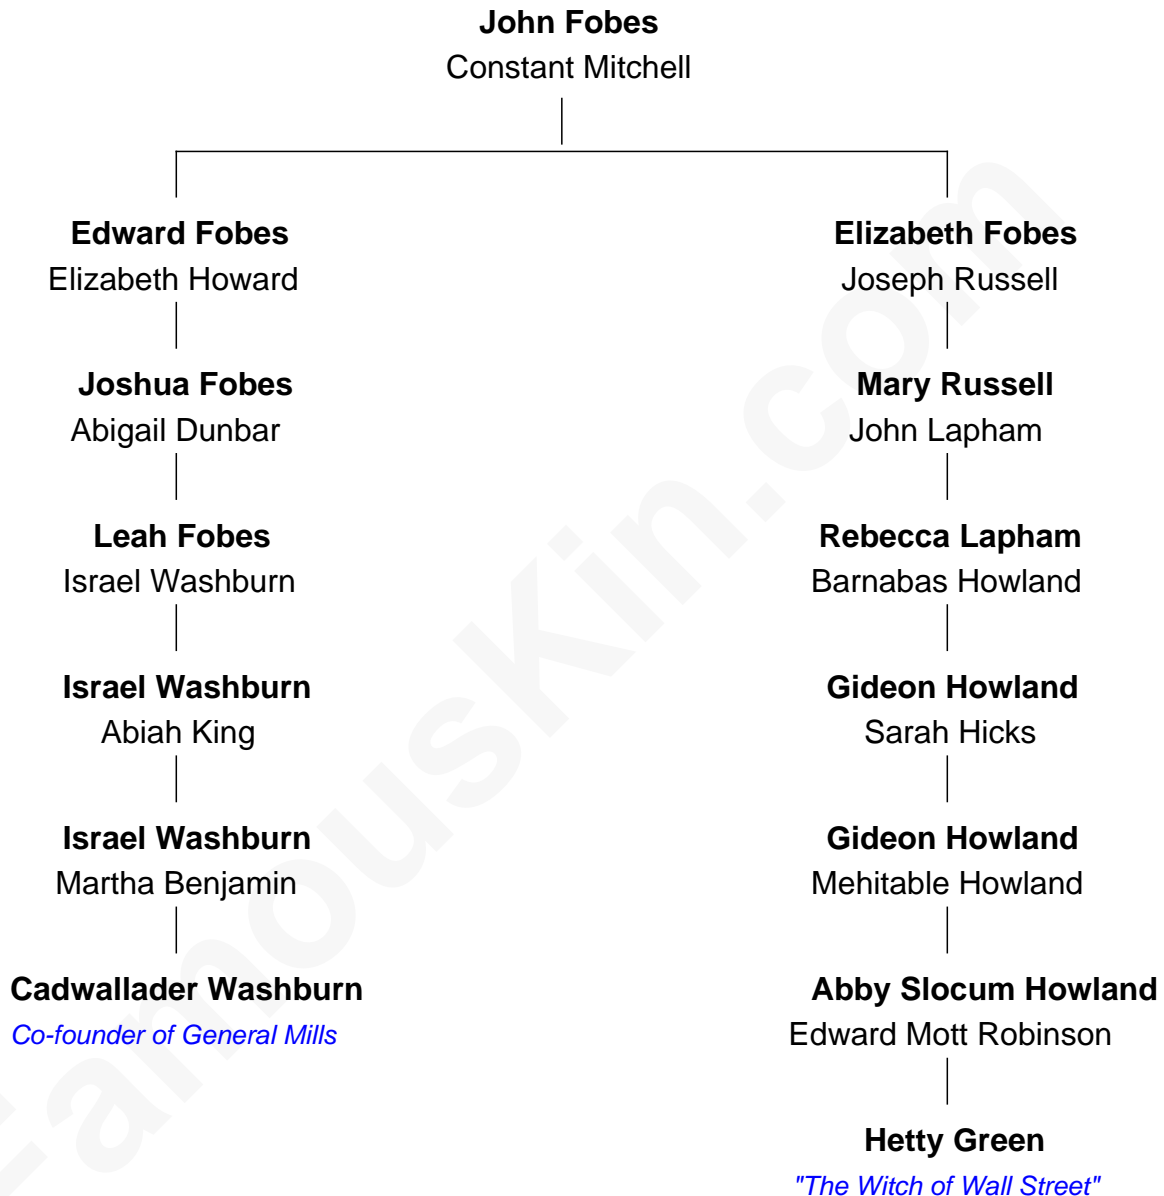 John Fobes
Constant Mitchell
Edward Fobes
Elizabeth Howard
Joshua Fobes
Abigail Dunbar
Leah Fobes
Israel Washburn
Israel Washburn
Abiah King
Israel Washburn
Martha Benjamin
Cadwallader Washburn
Co-founder of General Mills
Elizabeth Fobes
Joseph Russell
Mary Russell
John Lapham
Rebecca Lapham
Barnabas Howland
Gideon Howland
Sarah Hicks
Gideon Howland
Mehitable Howland
Abby Slocum Howland
Edward Mott Robinson
Hetty Green
"The Witch of Wall Street"
FamousKin.com